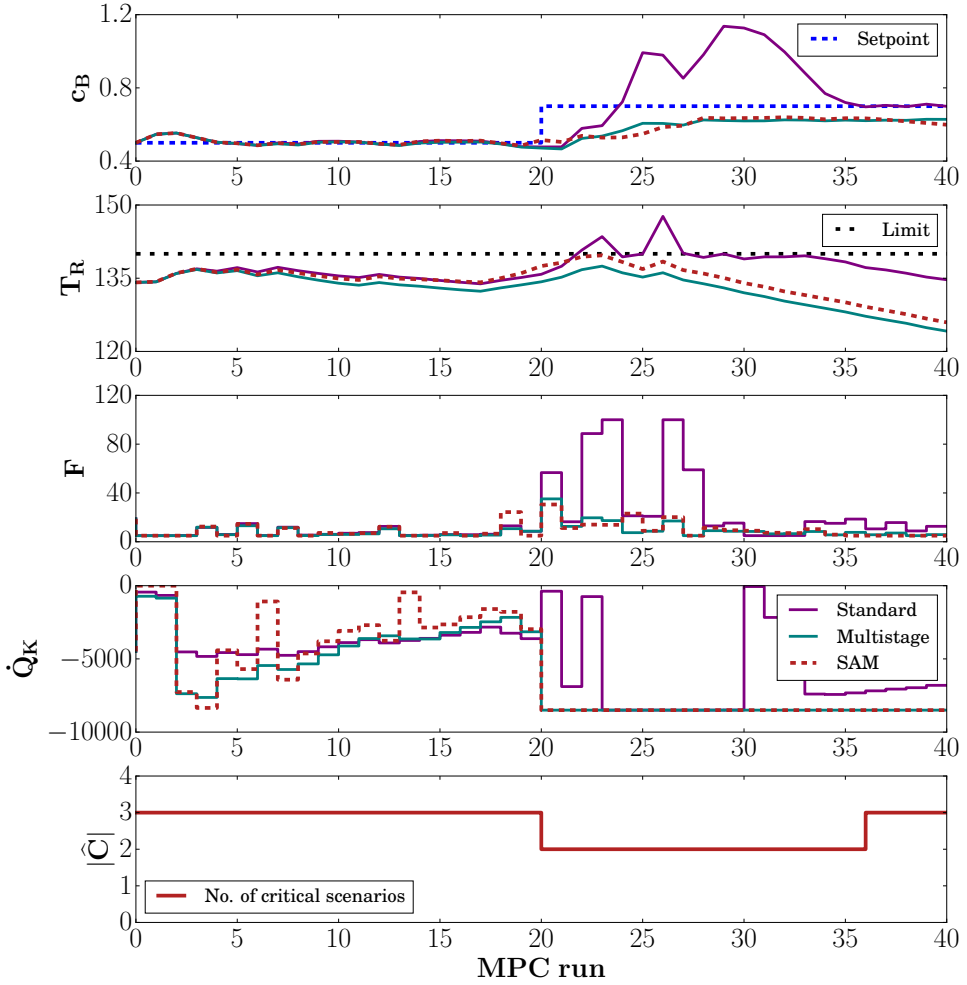 1.2
0.8
0.4
c_B
Setpoint
0 5 10 15 20 25 30 35 40
150
135
120
T_R
Limit
0 5 10 15 20 25 30 35 40
120
80
40
0
F
0 5 10 15 20 25 30 35 40
0
−5000
−10000
Q̇_K
Standard
Multistage
SAM
0 5 10 15 20 25 30 35 40
4
3
2
1
0
|Ĉ|
No. of critical scenarios
0 5 10 15 20 25 30 35 40
MPC run